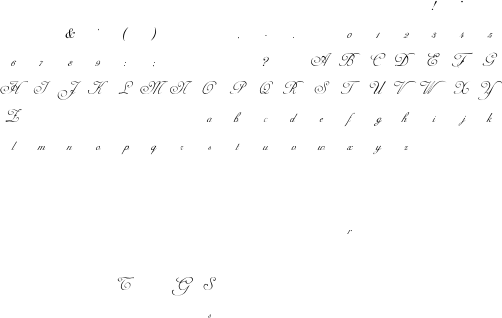 ! "
& ' ( ) , - . 0 1 2 3 4 5
6 7 8 9 : ; ? A B C D E F G
H I J K L M N O P Q R S T U V W X Y
Z a b c d e f g h i j k
l m n o p q r s t u v w x y z
r
T G S
s